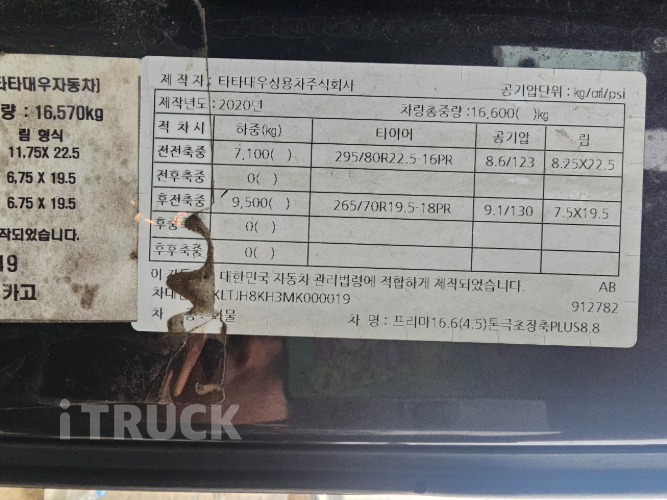 타타대우자동차]
량 : 16,570kg
림 형식
11.75X 22.5
6.75 X 19.5
6.75 X 19.5
작되었습니다.
19
카고
제 작 자 : 타타대우상용차주식회사
공기압단위 : kg/㎠/psi
제작년도 : 2020년 차량총중량 :16,600( )kg
적 차 시 하중(kg) 타이어 공기압 림
전전축중 7,100( ) 295/80R22.5-16PR 8.6/123 8.25X22.5
전후축중 0( )
후전축중 9,500( ) 265/70R19.5-18PR 9.1/130 7.5X19.5
후중 0( )
후후축중 0( )
이 대한민국 자동차 관리법령에 적합하게 제작되었습니다. AB
차대 KLTJH8KH3MK000019 912782
차 종 : 화물 차 명 : 프리마16.6(4.5)톤극초장축PLUS8.8
iTRUCK